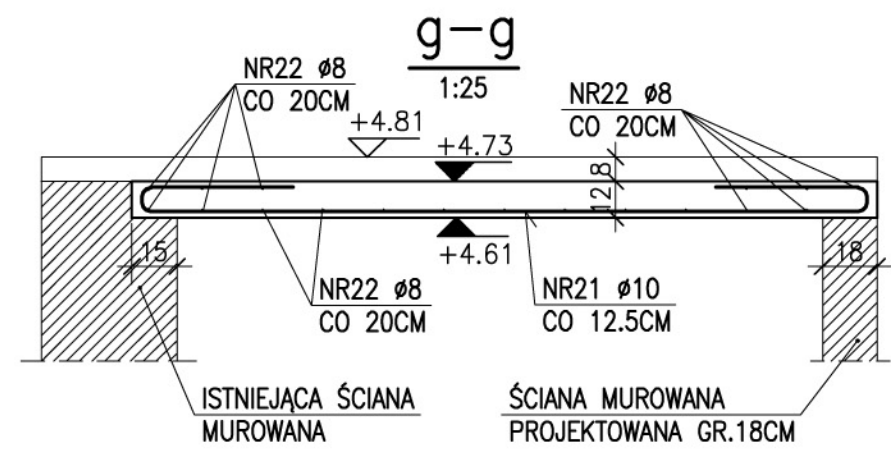 g-g
1:25
NR22 ø8
CO 20CM
NR22 ø8
CO 20CM
+4.81
+4.73
8
12
+4.61
15
18
NR22 ø8
CO 20CM
NR21 ø10
CO 12.5CM
ISTNIEJĄCA ŚCIANA
MUROWANA
ŚCIANA MUROWANA
PROJEKTOWANA GR.18CM